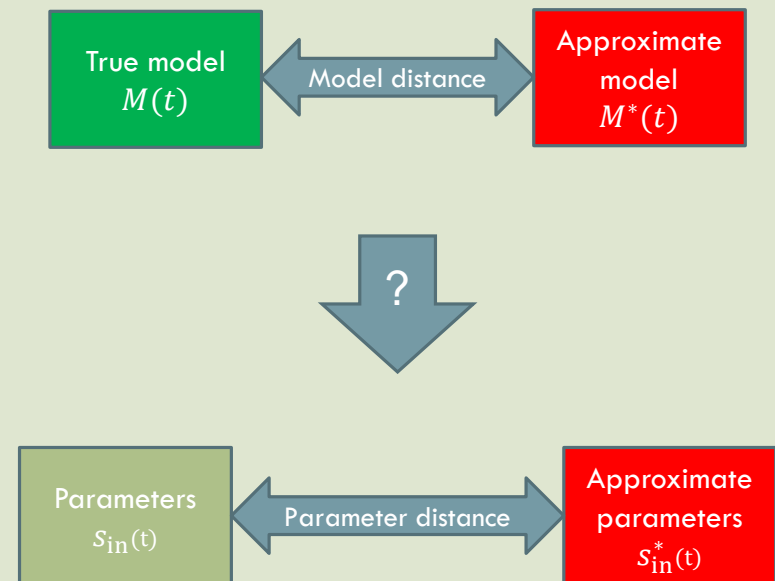 True model
M(t)
Model distance
Approximate
model
M*(t)
?
Parameters
s_in(t)
Parameter distance
Approximate
parameters
s*_in(t)